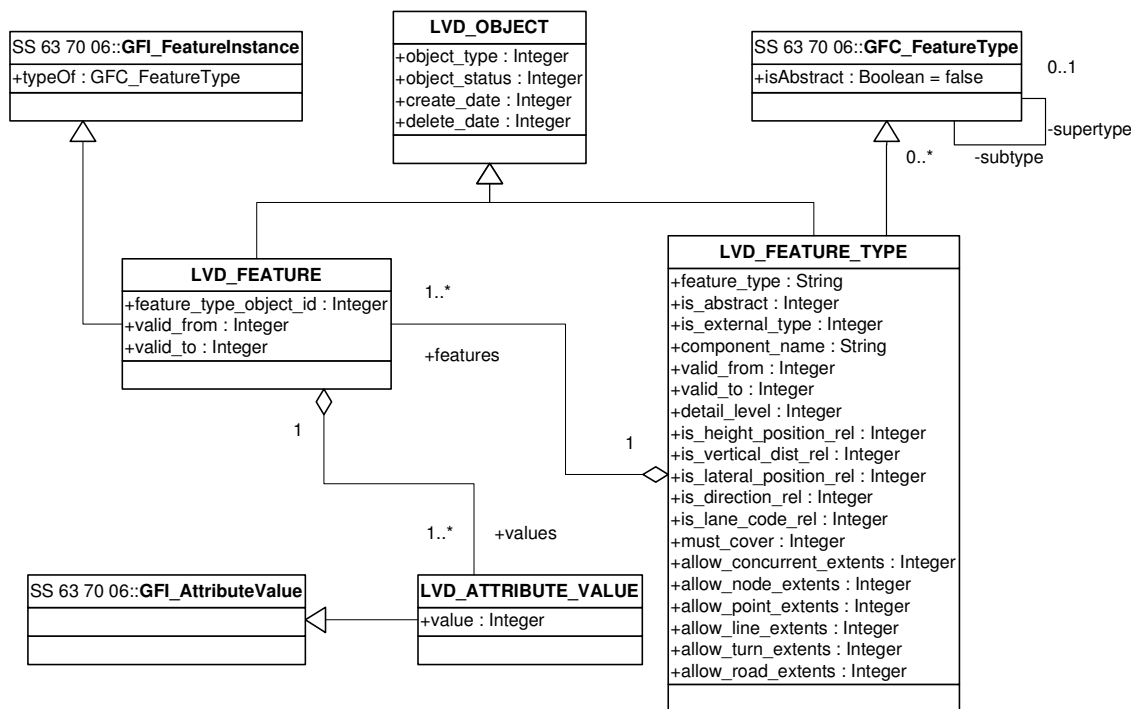 SS 63 70 06::GFI_FeatureInstance
+typeOf : GFC_FeatureType
LVD_OBJECT
+object_type : Integer
+object_status : Integer
+create_date : Integer
+delete_date : Integer
SS 63 70 06::GFC_FeatureType
+isAbstract : Boolean = false
0..1
-supertype
-subtype
0..*
LVD_FEATURE
+feature_type_object_id : Integer
+valid_from : Integer
+valid_to : Integer
1..*
+features
1
1
1..*
+values
LVD_FEATURE_TYPE
+feature_type : String
+is_abstract : Integer
+is_external_type : Integer
+component_name : String
+valid_from : Integer
+valid_to : Integer
+detail_level : Integer
+is_height_position_rel : Integer
+is_vertical_dist_rel : Integer
+is_lateral_position_rel : Integer
+is_direction_rel : Integer
+is_lane_code_rel : Integer
+must_cover : Integer
+allow_concurrent_extents : Integer
+allow_node_extents : Integer
+allow_point_extents : Integer
+allow_line_extents : Integer
+allow_turn_extents : Integer
+allow_road_extents : Integer
SS 63 70 06::GFI_AttributeValue
LVD_ATTRIBUTE_VALUE
+value : Integer